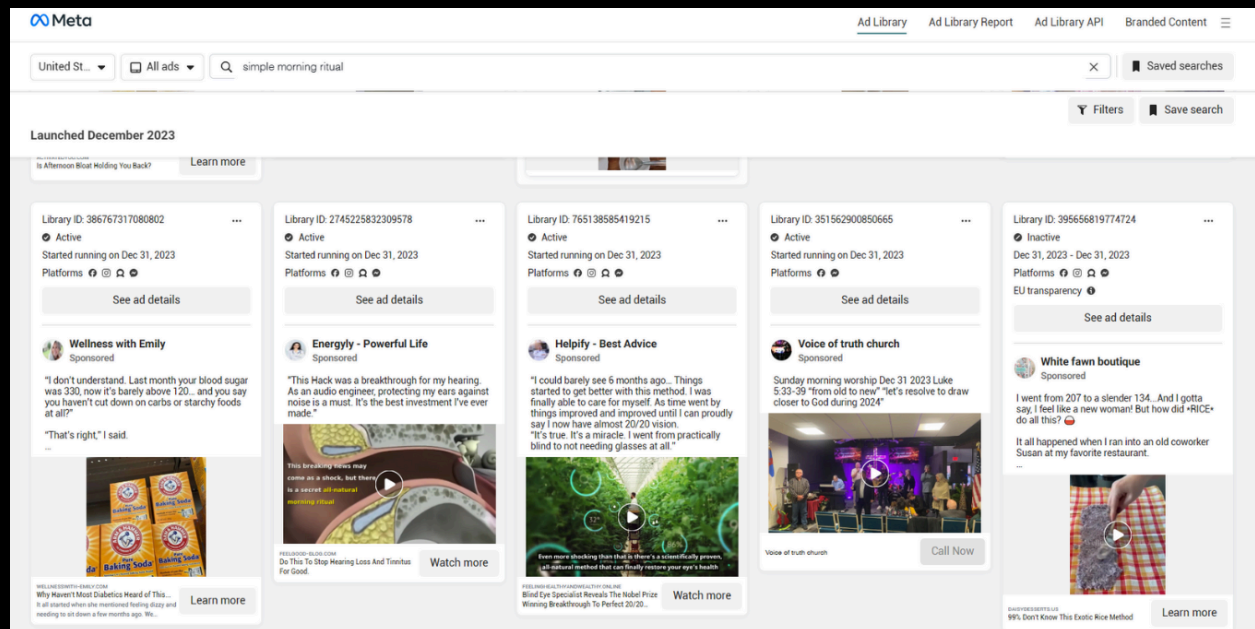 Meta
Ad Library
Ad Library Report
Ad Library API
Branded Content
United St...
All ads
simple morning ritual
Saved searches
Filters
Save search
Launched December 2023
Is Afternoon Bloat Holding You Back?
Learn more
Library ID: 386767317080802
Active
Started running on Dec 31, 2023
Platforms
See ad details
Wellness with Emily
Sponsored
"I don't understand. Last month your blood sugar
was 330, now it's barely above 120... and you say
you haven't cut down on carbs or starchy foods
at all?"
"That's right," I said.
...
ARM & HAMMER
Pure
Baking Soda
WELLNESSWITH-EMILY.COM
Why Haven't Most Diabetics Heard of This...
It all started when she mentioned feeling dizzy and
needing to sit down a few months ago. We...
Learn more
Library ID: 2745225832309578
Active
Started running on Dec 31, 2023
Platforms
See ad details
Energyly - Powerful Life
Sponsored
"This Hack was a breakthrough for my hearing.
As an audio engineer, protecting my ears against
noise is a must. It's the best investment I've ever
made."
This breaking news may
come as a shock, but there
is a secret all-natural
morning ritual
FEELGOOD-BLOG.COM
Do This To Stop Hearing Loss And Tinnitus
For Good.
Watch more
Library ID: 765138585419215
Active
Started running on Dec 31, 2023
Platforms
See ad details
Helpify - Best Advice
Sponsored
"I could barely see 6 months ago... Things
started to get better with this method. I was
finally able to care for myself. As time went by
things improved and improved until I can proudly
say I now have almost 20/20 vision.
"It's true. It's a miracle. I went from practically
blind to not needing glasses at all."
Even more shocking than that is there's a scientifically proven,
all-natural method that can finally restore your eye's health
FEELINGHEALTHYANDWEALTHY.ONLINE
Blind Eye Specialist Reveals The Nobel Prize
Winning Breakthrough To Perfect 20/20...
Watch more
Library ID: 351562900850665
Active
Started running on Dec 31, 2023
Platforms
See ad details
Voice of truth church
Sponsored
Sunday morning worship Dec 31 2023 Luke
5:33-39 "from old to new" "let's resolve to draw
closer to God during 2024"
Voice of truth church
Call Now
Library ID: 395656819774724
Inactive
Dec 31, 2023 - Dec 31, 2023
Platforms
EU transparency
See ad details
White fawn boutique
Sponsored
I went from 207 to a slender 134...And I gotta
say, I feel like a new woman! But how did *RICE*
do all this?
It all happened when I ran into an old coworker
Susan at my favorite restaurant.
...
DAISYDESSERTS.US
99% Don't Know This Exotic Rice Method
Learn more